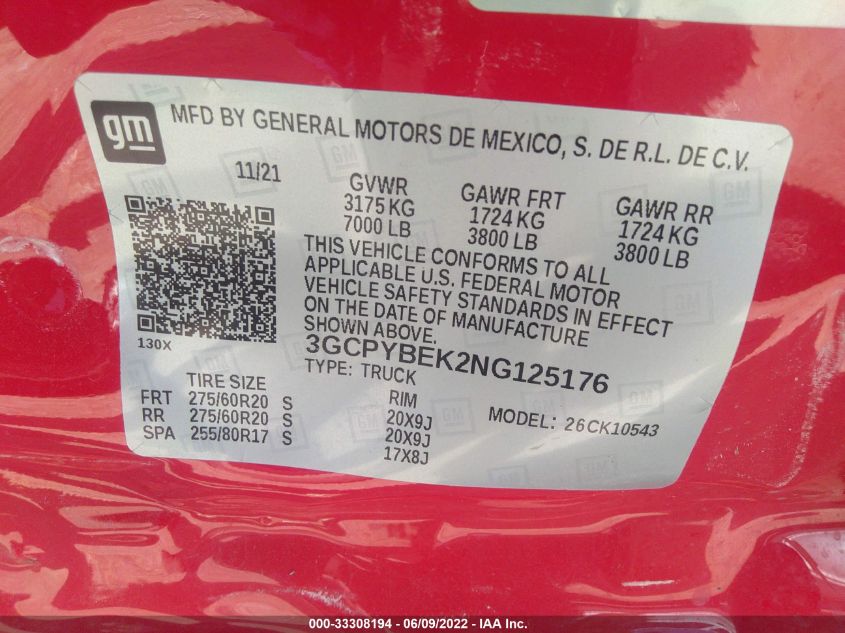 gm
MFD BY GENERAL MOTORS DE MEXICO, S. DE R.L. DE C.V.
11/21
GVWR
3175 KG
7000 LB
GAWR FRT
1724 KG
3800 LB
GAWR RR
1724 KG
3800 LB
THIS VEHICLE CONFORMS TO ALL
APPLICABLE U.S. FEDERAL MOTOR
VEHICLE SAFETY STANDARDS IN EFFECT
ON THE DATE OF MANUFACTURE
SHOWN ABOVE.
130X
3GCPYBEK2NG125176
TYPE: TRUCK
TIRE SIZE RIM
FRT 275/60R20 S 20X9J
RR 275/60R20 S 20X9J
SPA 255/80R17 S 17X8J
MODEL: 26CK10543
000-33308194 - 06/09/2022 - IAA Inc.